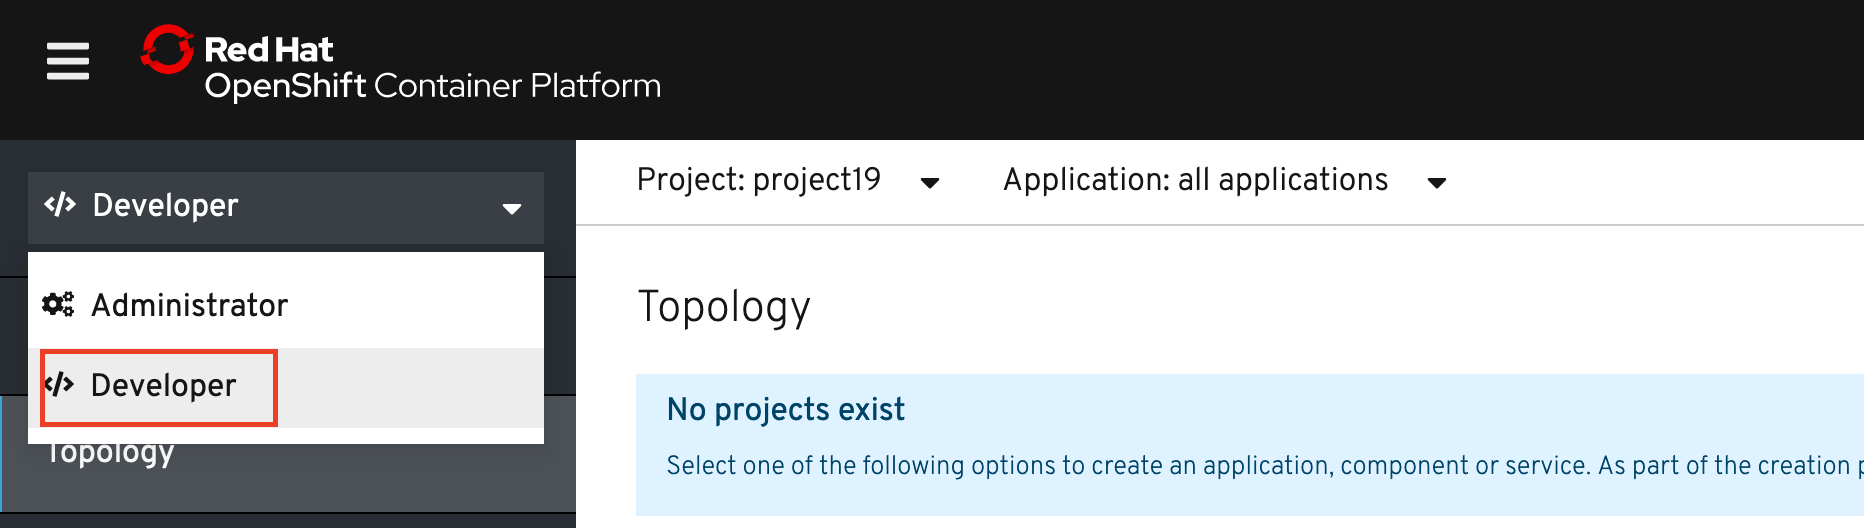 Red Hat
OpenShift Container Platform
Developer
Project: project19
Application: all applications
Administrator
Developer
Topology
Topology
No projects exist
Select one of the following options to create an application, component or service. As part of the creation